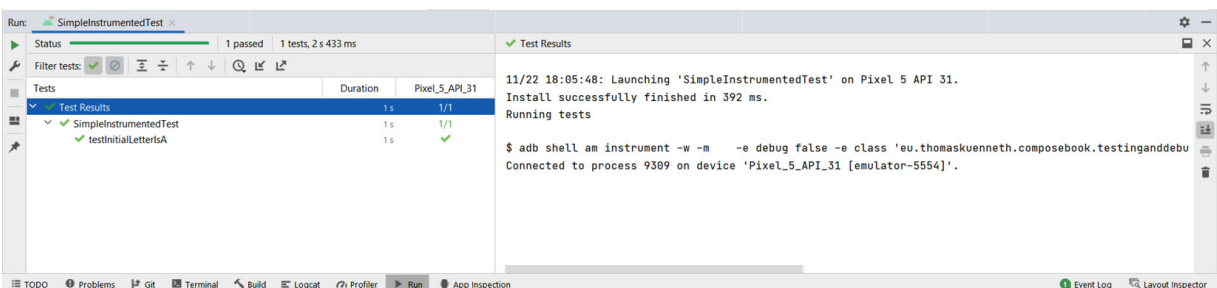 Run: SimpleInstrumentedTest
Status 1 passed 1 tests, 2 s 433 ms
Test Results
Filter tests:
Tests Duration Pixel_5_API_31
Test Results 1 s 1/1
SimpleInstrumentedTest 1 s 1/1
testInitialLetterIsA 1 s
11/22 18:05:48: Launching 'SimpleInstrumentedTest' on Pixel 5 API 31.
Install successfully finished in 392 ms.
Running tests
$ adb shell am instrument -w -m    -e debug false -e class 'eu.thomaskuenneth.composebook.testinganddebu
Connected to process 9309 on device 'Pixel_5_API_31 [emulator-5554]'.
TODO Problems Git Terminal Build Logcat Profiler Run App Inspection 1 Event Log Layout Inspector